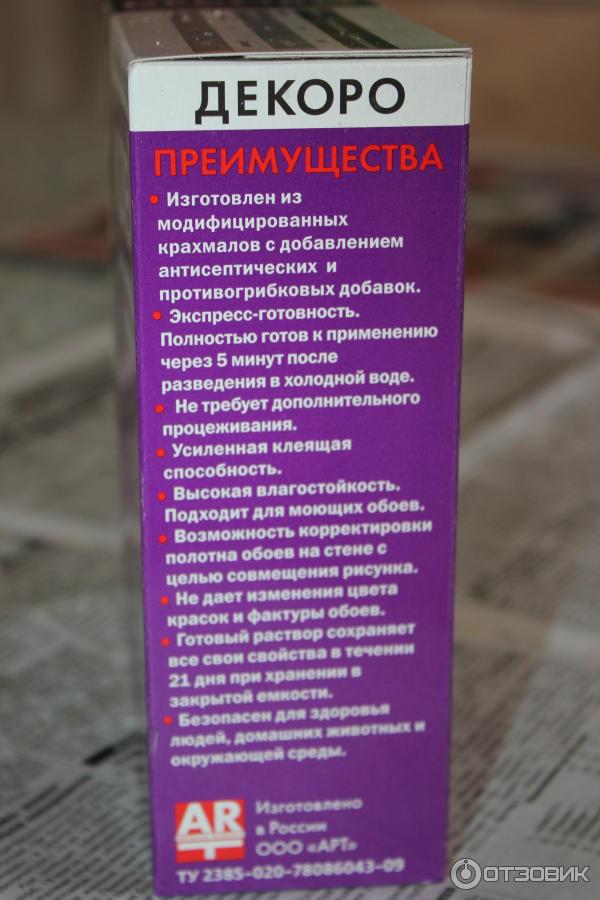 ДЕКОРО
ПРЕИМУЩЕСТВА
• Изготовлен из
модифицированных
крахмалов с добавлением
антисептических и
противогрибковых добавок.
• Экспресс-готовность.
Полностью готов к применению
через 5 минут после
разведения в холодной воде.
• Не требует дополнительного
процеживания.
• Усиленная клеящая
способность.
• Высокая влагостойкость.
Подходит для моющих обоев.
• Возможность корректировки
полотна обоев на стене с
целью совмещения рисунка.
• Не дает изменения цвета
красок и фактуры обоев.
• Готовый раствор сохраняет
все свои свойства в течении
21 дня при хранении в
закрытой емкости.
• Безопасен для здоровья
людей, домашних животных и
окружающей среды.
ART
Изготовлено
в России
ООО «АРТ»
ТУ 2385-020-78086043-09
ОТЗОВИК